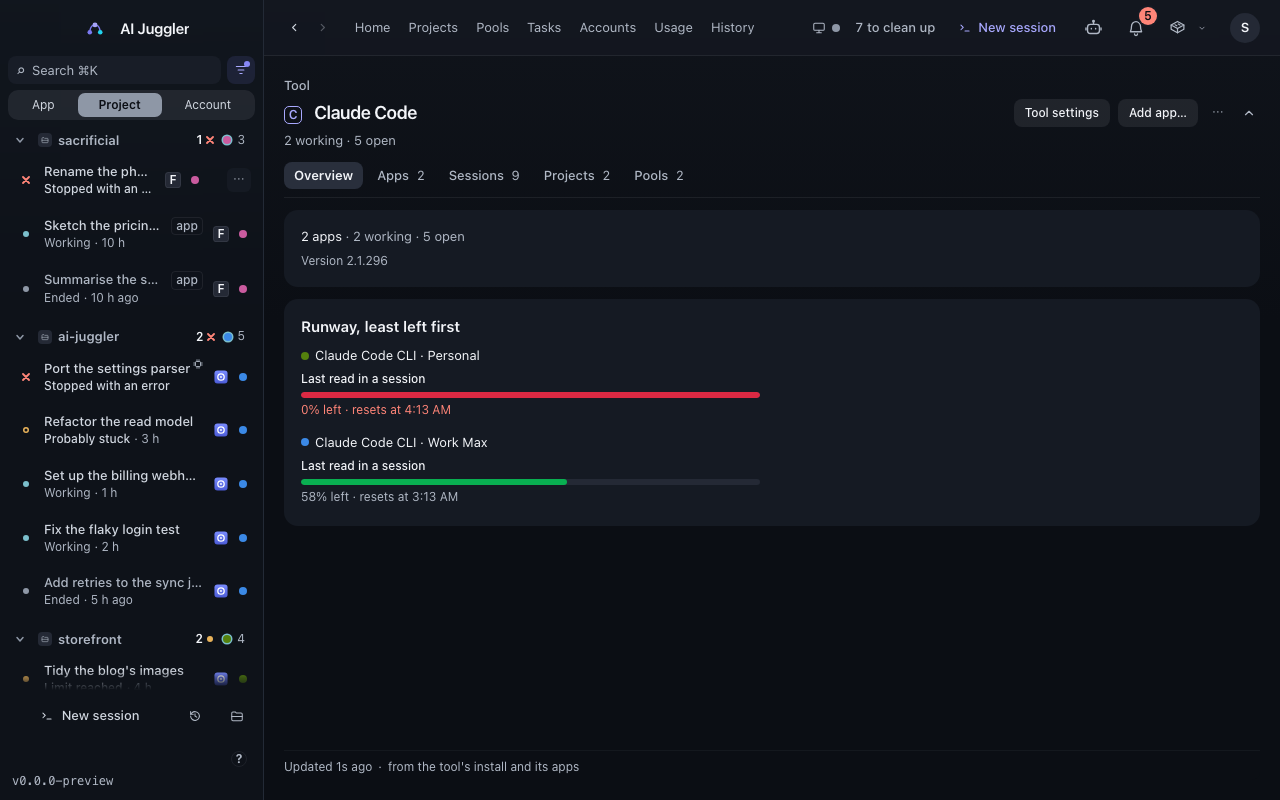 AI Juggler
Search ⌘K
App Project Account
sacrificial 1 3
Rename the ph... F
Stopped with an ...
Sketch the pricin... app F
Working · 10 h
Summarise the s... app F
Ended · 10 h ago
ai-juggler 2 5
Port the settings parser
Stopped with an error
Refactor the read model
Probably stuck · 3 h
Set up the billing webh...
Working · 1 h
Fix the flaky login test
Working · 2 h
Add retries to the sync j...
Ended · 5 h ago
storefront 2 4
Tidy the blog's images
Limit reached · 4 h
New session
?
v0.0.0-preview
Home Projects Pools Tasks Accounts Usage History
7 to clean up
New session
5
S
Tool
C Claude Code
Tool settings Add app... ...
2 working · 5 open
Overview Apps 2 Sessions 9 Projects 2 Pools 2
2 apps · 2 working · 5 open
Version 2.1.296
Runway, least left first
Claude Code CLI · Personal
Last read in a session
0% left · resets at 4:13 AM
Claude Code CLI · Work Max
Last read in a session
58% left · resets at 3:13 AM
Updated 1s ago · from the tool's install and its apps